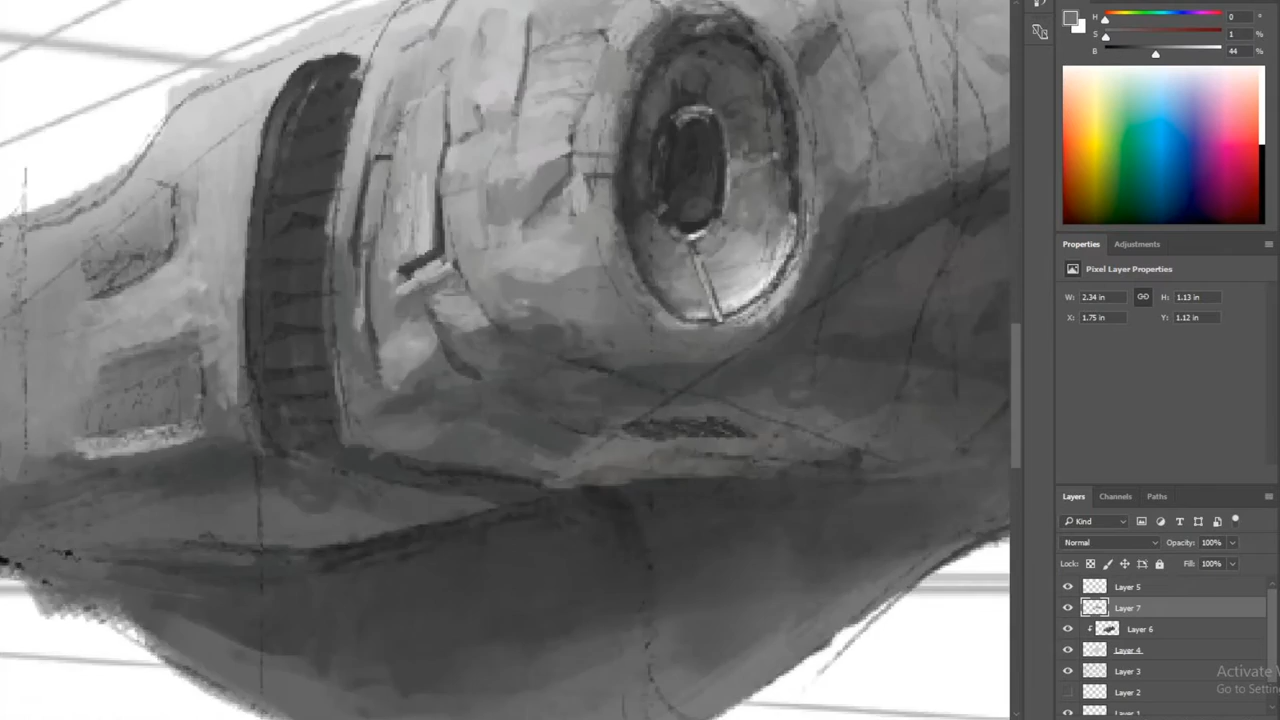 H 0 °
S 1 %
B 44 %
Properties Adjustments
Pixel Layer Properties
W: 2.34 in H: 1.13 in
X: 1.75 in Y: 1.12 in
Layers Channels Paths
Kind
Normal Opacity: 100%
Lock: Fill: 100%
Layer 5
Layer 7
Layer 6
Layer 4
Layer 3
Activate
Go to Settin
Layer 2
Layer 1